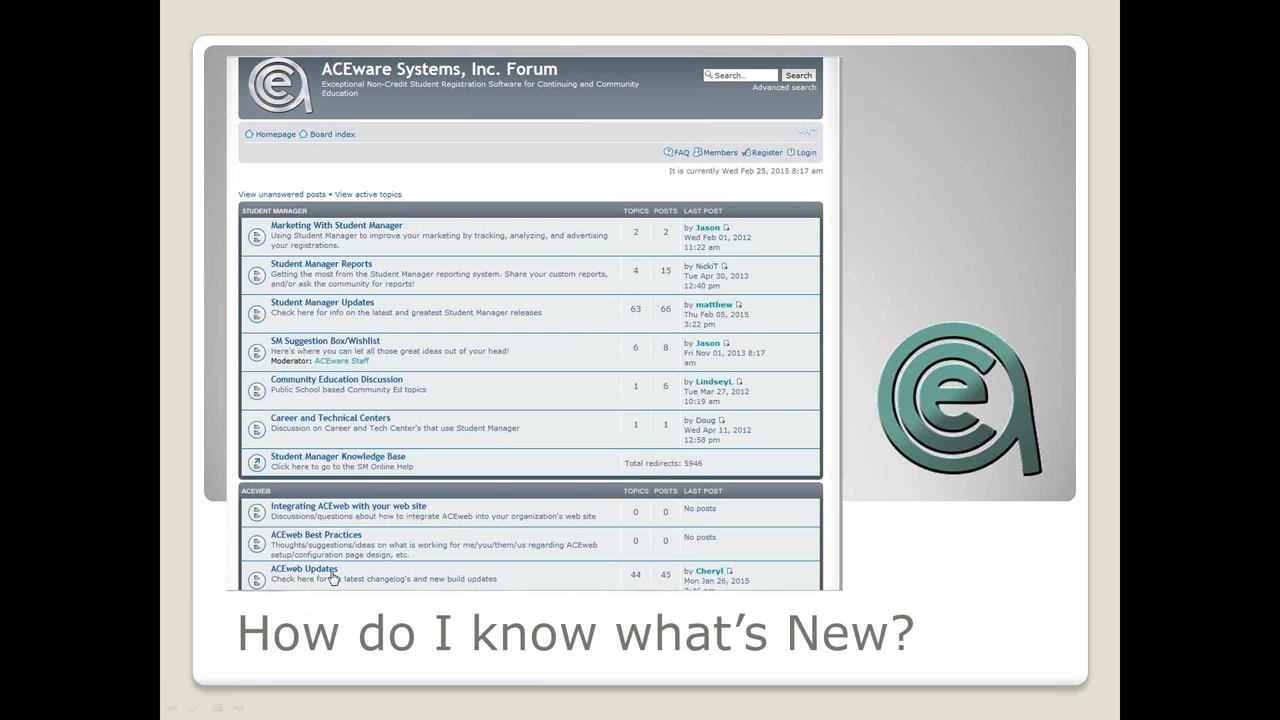 ACEware Systems, Inc. Forum
Exceptional Non-Credit Student Registration Software for Continuing and Community
Education
Search...
Search
Advanced search
Homepage Board index
FAQ Members Register Login
It is currently Wed Feb 25, 2015 8:17 am
View unanswered posts • View active topics
STUDENT MANAGER TOPICS POSTS LAST POST
Marketing With Student Manager
Using Student Manager to improve your marketing by tracking, analyzing, and advertising
your registrations.
2 2
by Jason
Wed Feb 01, 2012
11:22 am
Student Manager Reports
Getting the most from the Student Manager reporting system. Share your custom reports,
and/or ask the community for reports!
4 15
by NickiT
Tue Apr 30, 2013
12:40 pm
Student Manager Updates
Check here for info on the latest and greatest Student Manager releases
63 66
by matthew
Thu Feb 05, 2015
3:22 pm
SM Suggestion Box/Wishlist
Here's where you can let all those great ideas out of your head!
Moderator: ACEware Staff
6 8
by Jason
Fri Nov 01, 2013 8:17
am
Community Education Discussion
Public School based Community Ed topics
1 6
by LindseyL
Tue Mar 27, 2012
10:19 am
Career and Technical Centers
Discussion on Career and Tech Center's that use Student Manager
1 1
by Doug
Wed Apr 11, 2012
12:58 pm
Student Manager Knowledge Base
Click here to go to the SM Online Help
Total redirects: 5946
ACEWEB TOPICS POSTS LAST POST
Integrating ACEweb with your web site
Discussions/questions about how to integrate ACEweb into your organization's web site
0 0
No posts
ACEweb Best Practices
Thoughts/suggestions/ideas on what is working for me/you/them/us regarding ACEweb
setup/configuration page design, etc.
0 0
No posts
ACEweb Updates
Check here for latest changelog's and new build updates
44 45
by Cheryl
Mon Jan 26, 2015
How do I know what's New?